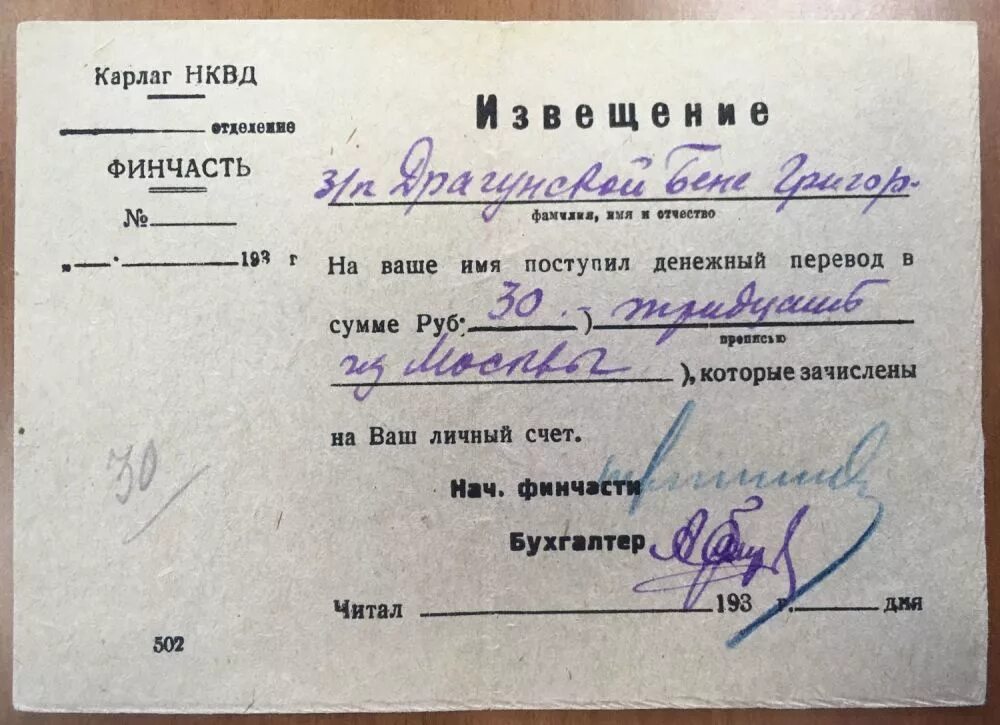 Карлаг НКВД
отделение
ФИНЧАСТЬ
№
„ . 193 г
Извещение
з/п Драгунской Бене Григор-
фамилия, имя и отчество
На ваше имя поступил денежный перевод в
сумме Руб: 30.-) тридцать
прописью
из Москвы ), которые зачислены
на Ваш личный счет.
30
Нач. финчасти
Бухгалтер
Читал 193 г. дня
502